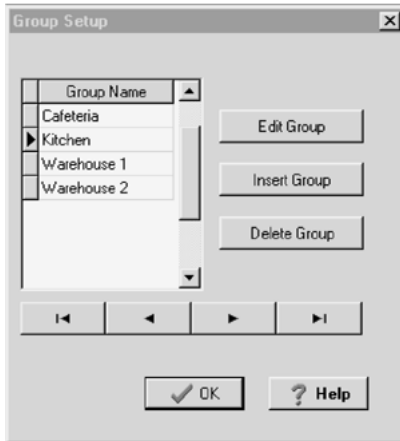 Group Setup
Group Name
Cafeteria
Kitchen
Warehouse 1
Warehouse 2
Edit Group
Insert Group
Delete Group
OK
Help